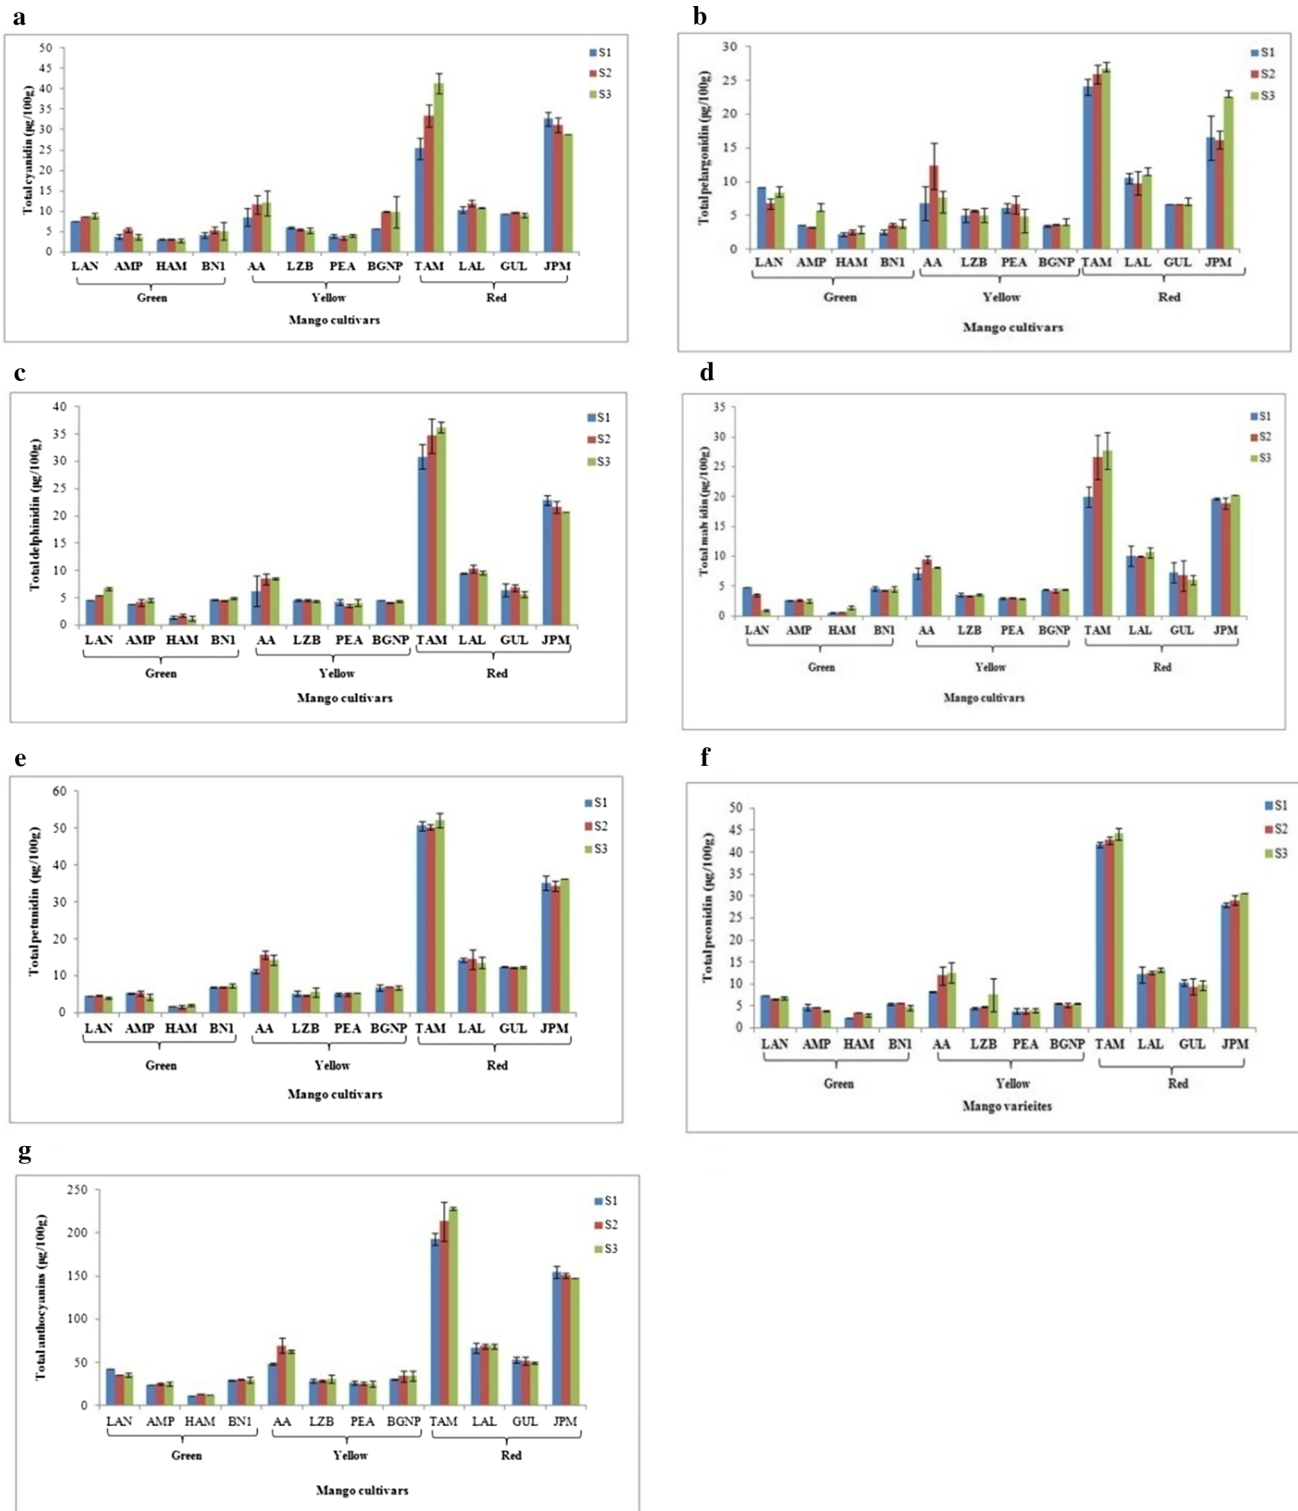 a
Total cyanidin (µg/100g)
50
45
40
35
30
25
20
15
10
5
0
S1
S2
S3
LAN AMP HAM BN1 AA LZB PEA BGNP TAM LAL GUL JPM
Green Yellow Red
Mango cultivars
b
Total pelargonidin (µg/100g)
30
25
20
15
10
5
0
S1
S2
S3
LAN AMP HAM BN1 AA LZB PEA BGNP TAM LAL GUL JPM
Green Yellow Red
Mango cultivars
c
Total delphinidin (µg/100g)
40
35
30
25
20
15
10
5
0
S1
S2
S3
LAN AMP HAM BN1 AA LZB PEA BGNP TAM LAL GUL JPM
Green Yellow Red
Mango cultivars
d
Total malvidin (µg/100g)
35
30
25
20
15
10
5
0
S1
S2
S3
LAN AMP HAM BN1 AA LZB PEA BGNP TAM LAL GUL JPM
Green Yellow Red
Mango cultivars
e
Total petunidin (µg/100g)
60
50
40
30
20
10
0
S1
S2
S3
LAN AMP HAM BN1 AA LZB PEA BGNP TAM LAL GUL JPM
Green Yellow Red
Mango cultivars
f
Total peonidin (µg/100g)
50
45
40
35
30
25
20
15
10
5
0
S1
S2
S3
LAN AMP HAM BN1 AA LZB PEA BGNP TAM LAL GUL JPM
Green Yellow Red
Mango varieites
g
Total anthocyanins (µg/100g)
250
200
150
100
50
0
S1
S2
S3
LAN AMP HAM BN1 AA LZB PEA BGNP TAM LAL GUL JPM
Green Yellow Red
Mango cultivars